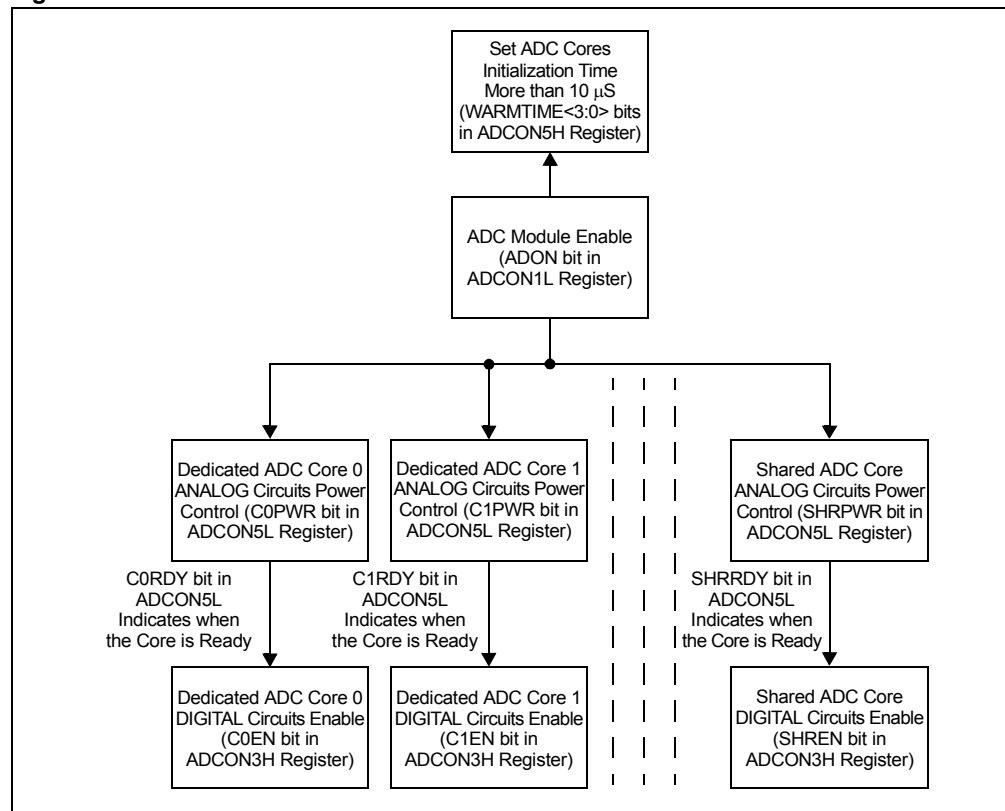 Set ADC Cores
Initialization Time
More than 10 μS
(WARMTIME<3:0> bits
in ADCON5H Register)
ADC Module Enable
(ADON bit in
ADCON1L Register)
Dedicated ADC Core 0
ANALOG Circuits Power
Control (C0PWR bit in
ADCON5L Register)
Dedicated ADC Core 1
ANALOG Circuits Power
Control (C1PWR bit in
ADCON5L Register)
Shared ADC Core
ANALOG Circuits Power
Control (SHRPWR bit in
ADCON5L Register)
C0RDY bit in
ADCON5L
Indicates when
the Core is Ready
C1RDY bit in
ADCON5L
Indicates when
the Core is Ready
SHRRDY bit in
ADCON5L
Indicates when
the Core is Ready
Dedicated ADC Core 0
DIGITAL Circuits Enable
(C0EN bit in
ADCON3H Register)
Dedicated ADC Core 1
DIGITAL Circuits Enable
(C1EN bit in
ADCON3H Register)
Shared ADC Core
DIGITAL Circuits Enable
(SHREN bit in
ADCON3H Register)